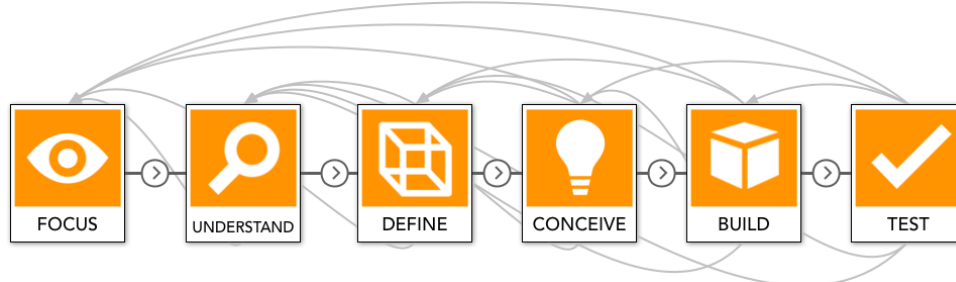 FOCUS
UNDERSTAND
DEFINE
CONCEIVE
BUILD
TEST